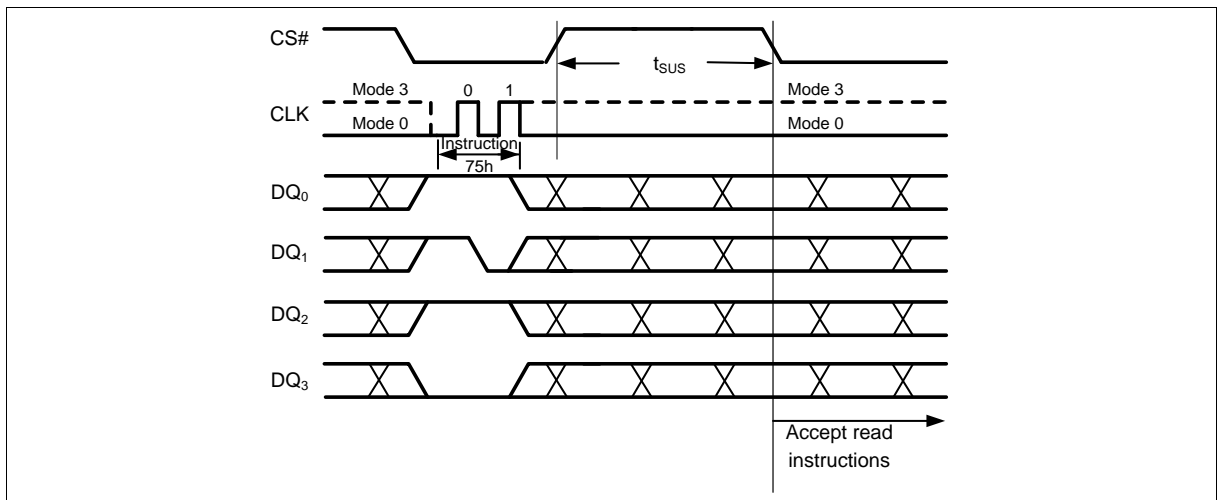 CS#
tSUS
Mode 3 0 1 Mode 3
CLK
Mode 0 Mode 0
Instruction
75h
DQ0
DQ1
DQ2
DQ3
Accept read
instructions